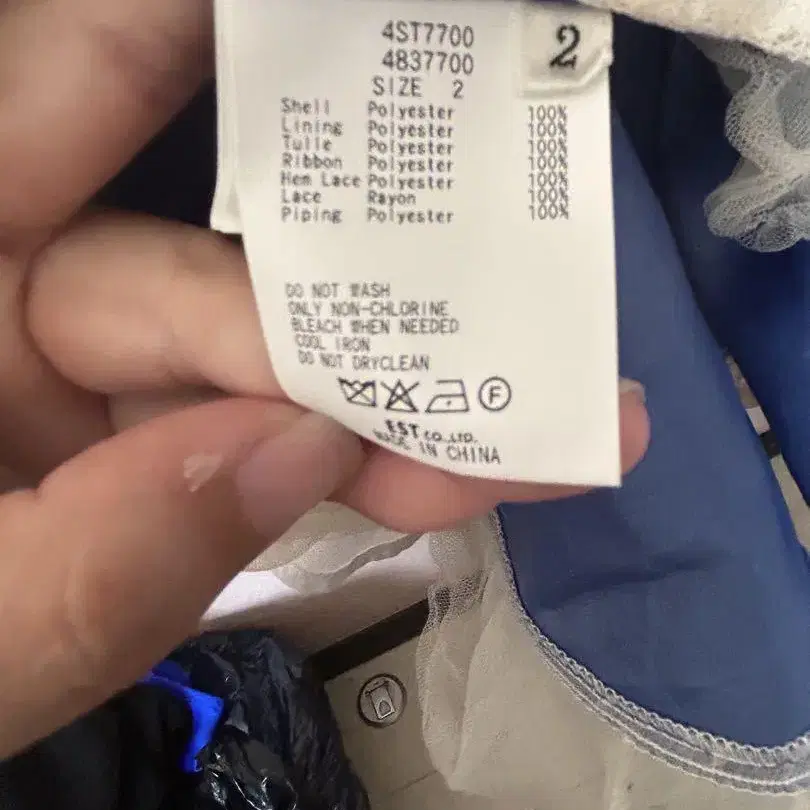 4ST7700
4B37700
2
SIZE 2
Shell Polyester 100%
Lining Polyester 100%
Tulle Polyester 100%
Ribbon Polyester 100%
Hem Lace Polyester 100%
Lace Rayon 100%
Piping Polyester 100%
DO NOT WASH
ONLY NON-CHLORINE
BLEACH WHEN NEEDED
COOL IRON
DO NOT DRYCLEAN
F
EST CO.,LTD.
MADE IN CHINA